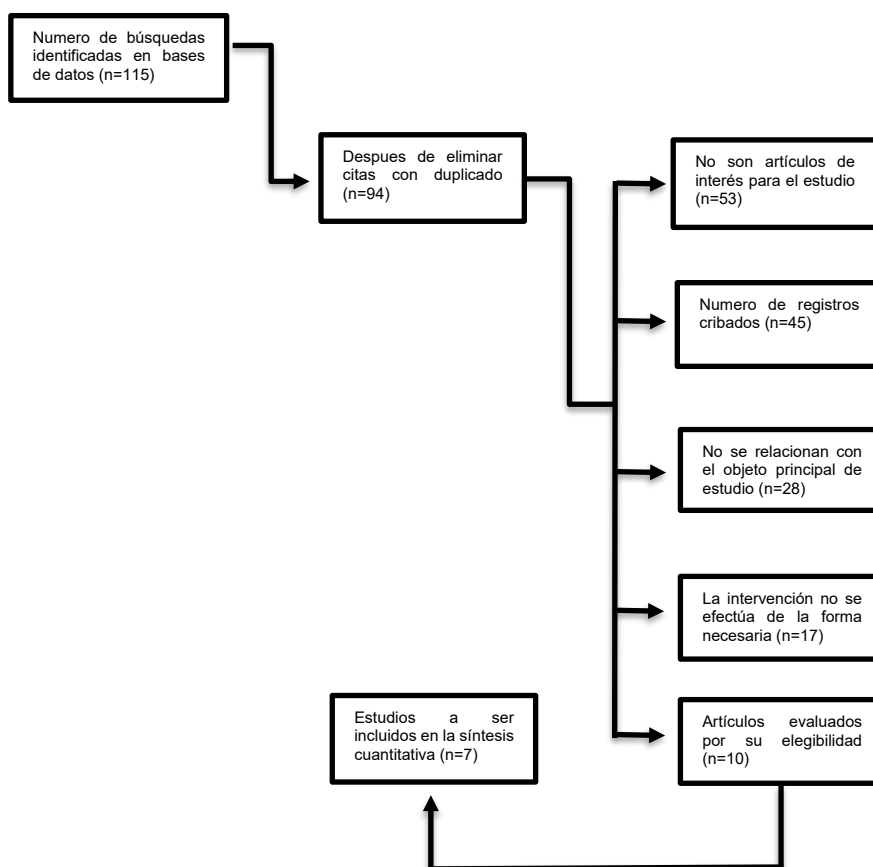 Numero de búsquedas
identificadas en bases
de datos (n=115)
Despues de eliminar
citas con duplicado
(n=94)
No son artículos de
interés para el estudio
(n=53)
Numero de registros
cribados (n=45)
No se relacionan con
el objeto principal de
estudio (n=28)
La intervención no se
efectúa de la forma
necesaria (n=17)
Artículos evaluados
por su elegibilidad
(n=10)
Estudios a ser
incluidos en la síntesis
cuantitativa (n=7)